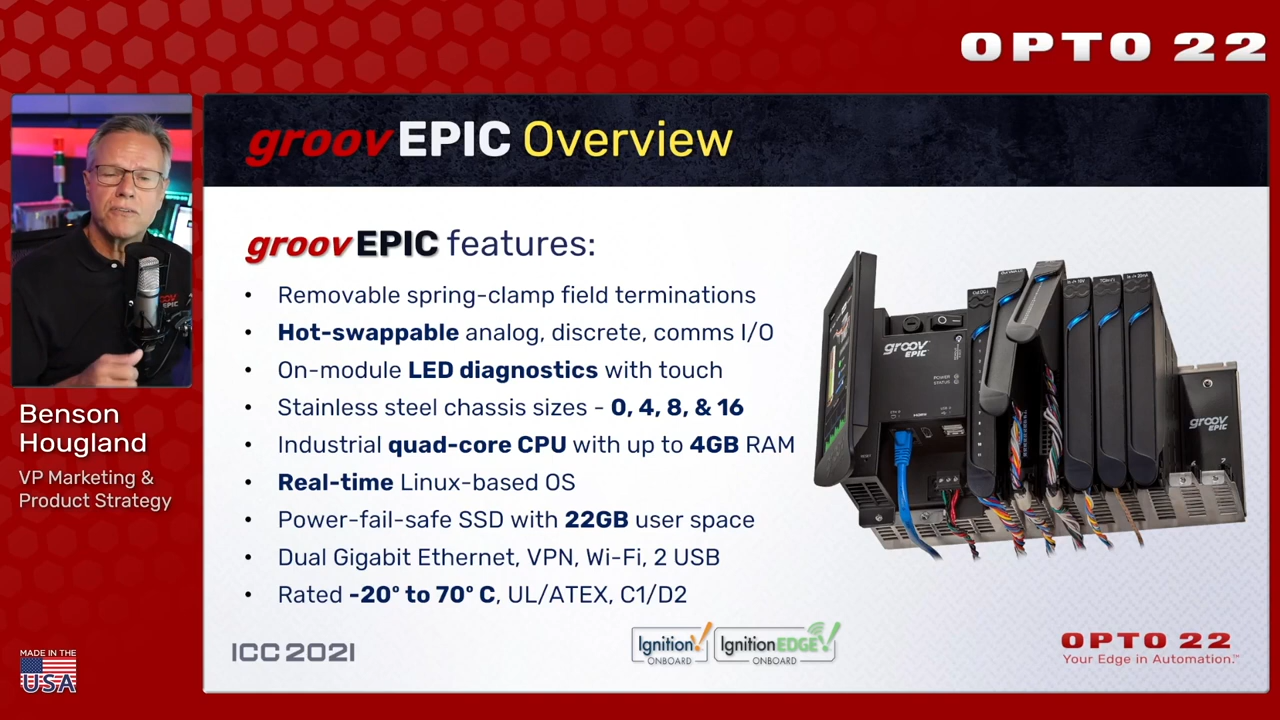 OPTO 22
groov EPIC Overview
groov EPIC features:
• Removable spring-clamp field terminations
• Hot-swappable analog, discrete, comms I/O
• On-module LED diagnostics with touch
• Stainless steel chassis sizes - 0, 4, 8, & 16
• Industrial quad-core CPU with up to 4GB RAM
• Real-time Linux-based OS
• Power-fail-safe SSD with 22GB user space
• Dual Gigabit Ethernet, VPN, Wi-Fi, 2 USB
• Rated -20° to 70° C, UL/ATEX, C1/D2
groov
EPIC
POWER
STATUS
groov
EPIC
Benson
Hougland
VP Marketing &
Product Strategy
MADE IN THE
USA
ICC 2021
Ignition!
ONBOARD
Ignition EDGE!
ONBOARD
OPTO 22
Your Edge in Automation.™